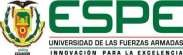 ESPE
UNIVERSIDAD DE LAS FUERZAS ARMADAS
INNOVACIÓN PARA LA EXCELENCIA